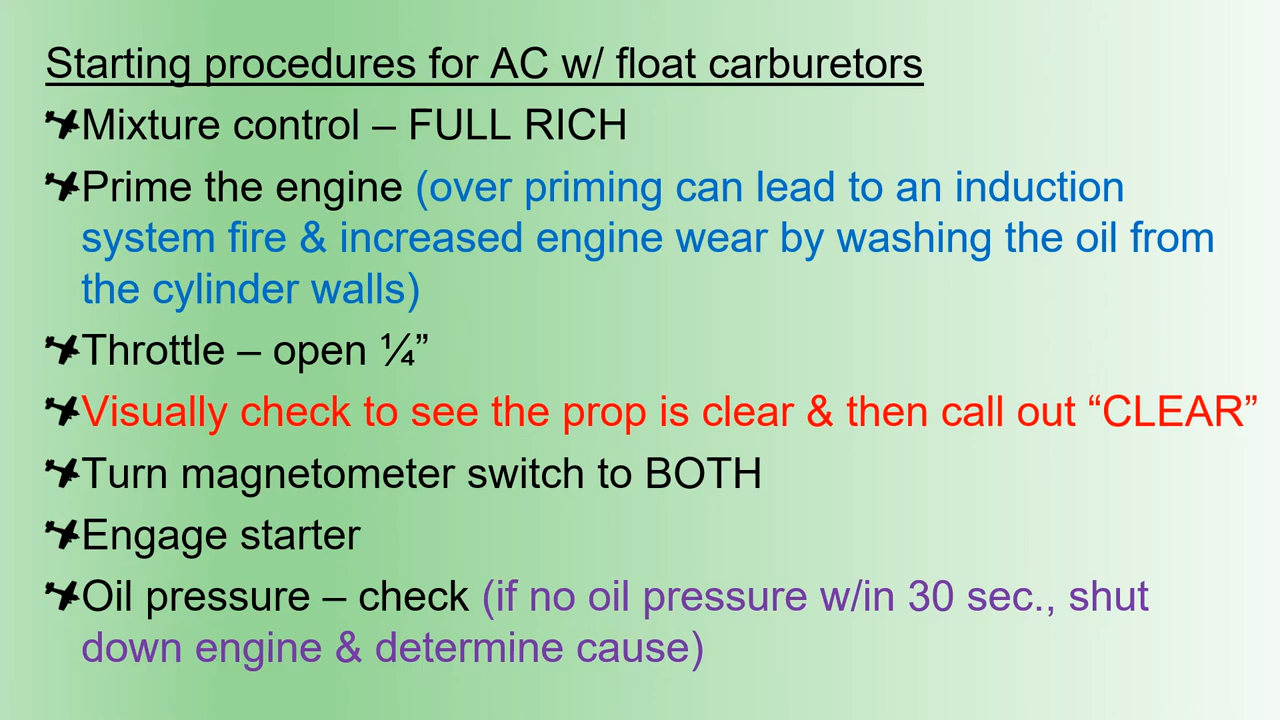 Starting procedures for AC w/ float carburetors
Mixture control – FULL RICH
Prime the engine (over priming can lead to an induction
system fire & increased engine wear by washing the oil from
the cylinder walls)
Throttle – open ¼”
Visually check to see the prop is clear & then call out “CLEAR”
Turn magnetometer switch to BOTH
Engage starter
Oil pressure – check (if no oil pressure w/in 30 sec., shut
down engine & determine cause)